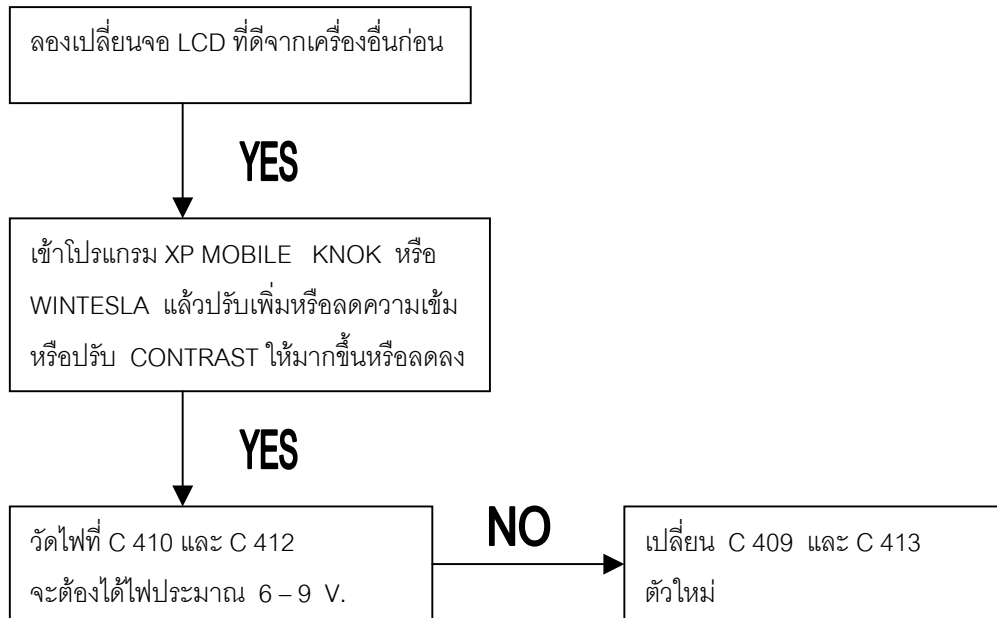 ลองเปลี่ยนจอ LCD ที่ดีจากเครื่องอื่นก่อน
YES
เข้าโปรแกรม XP MOBILE KNOK หรือ
WINTESLA แล้วปรับเพิ่มหรือลดความเข้ม
หรือปรับ CONTRAST ให้มากขึ้นหรือลดลง
YES
วัดไฟที่ C 410 และ C 412
จะต้องได้ไฟประมาณ 6 – 9 V.
NO
เปลี่ยน C 409 และ C 413
ตัวใหม่